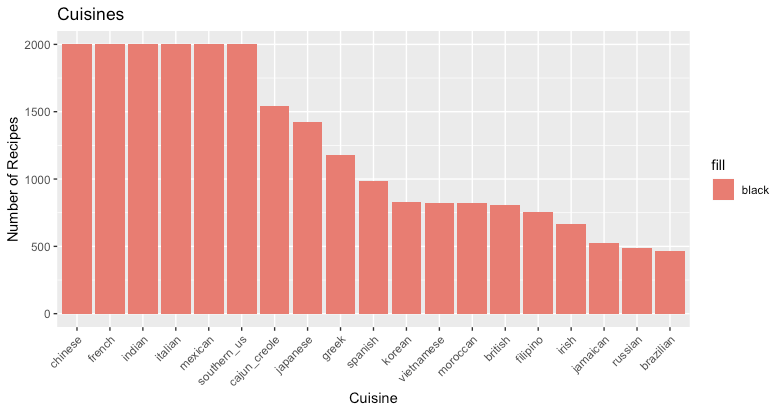 Cuisines
Number of Recipes
2000
1500
1000
500
0
chinese
french
indian
italian
mexican
southern_us
cajun_creole
japanese
greek
spanish
korean
vietnamese
moroccan
british
filipino
irish
jamaican
russian
brazilian
Cuisine
fill
black